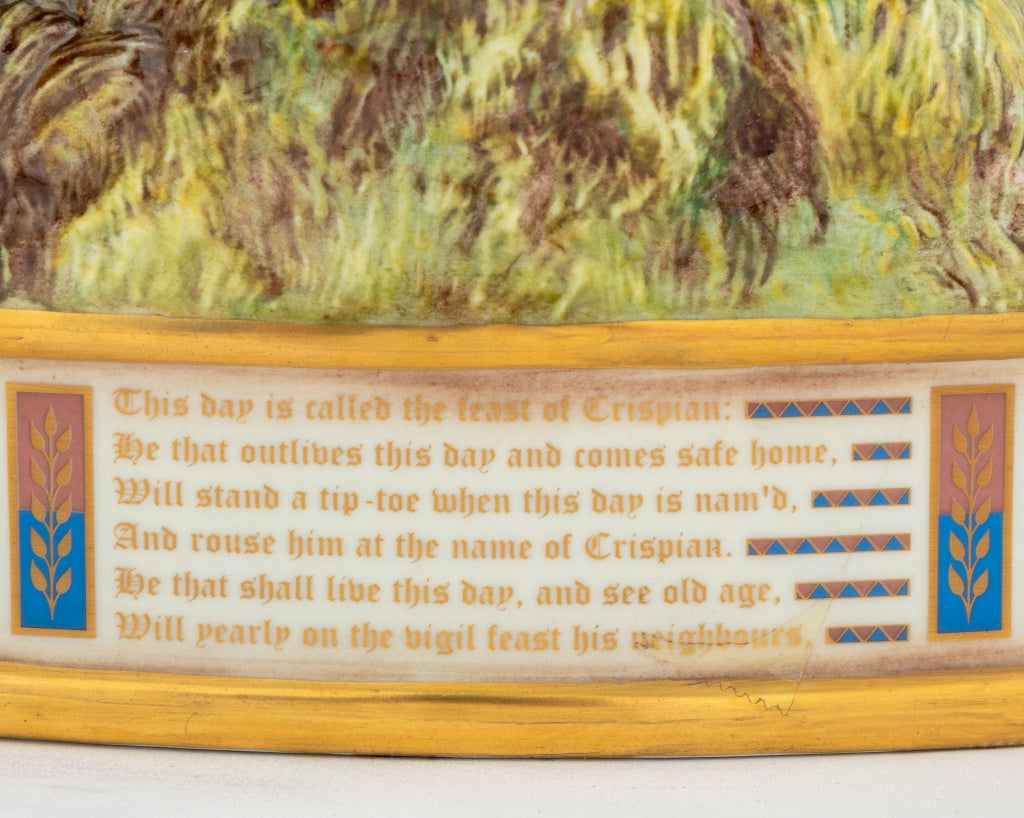 This day is called the feast of Crispian:
He that outlives this day and comes safe home,
Will stand a tip-toe when this day is nam'd,
And rouse him at the name of Crispian.
He that shall live this day, and see old age,
Will yearly on the vigil feast his neighbours,